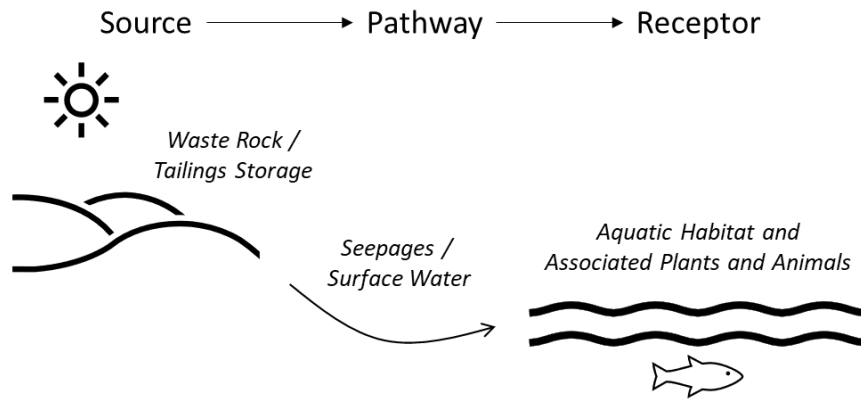 Source
Pathway
Receptor
Waste Rock /
Tailings Storage
Seepages /
Surface Water
Aquatic Habitat and
Associated Plants and Animals